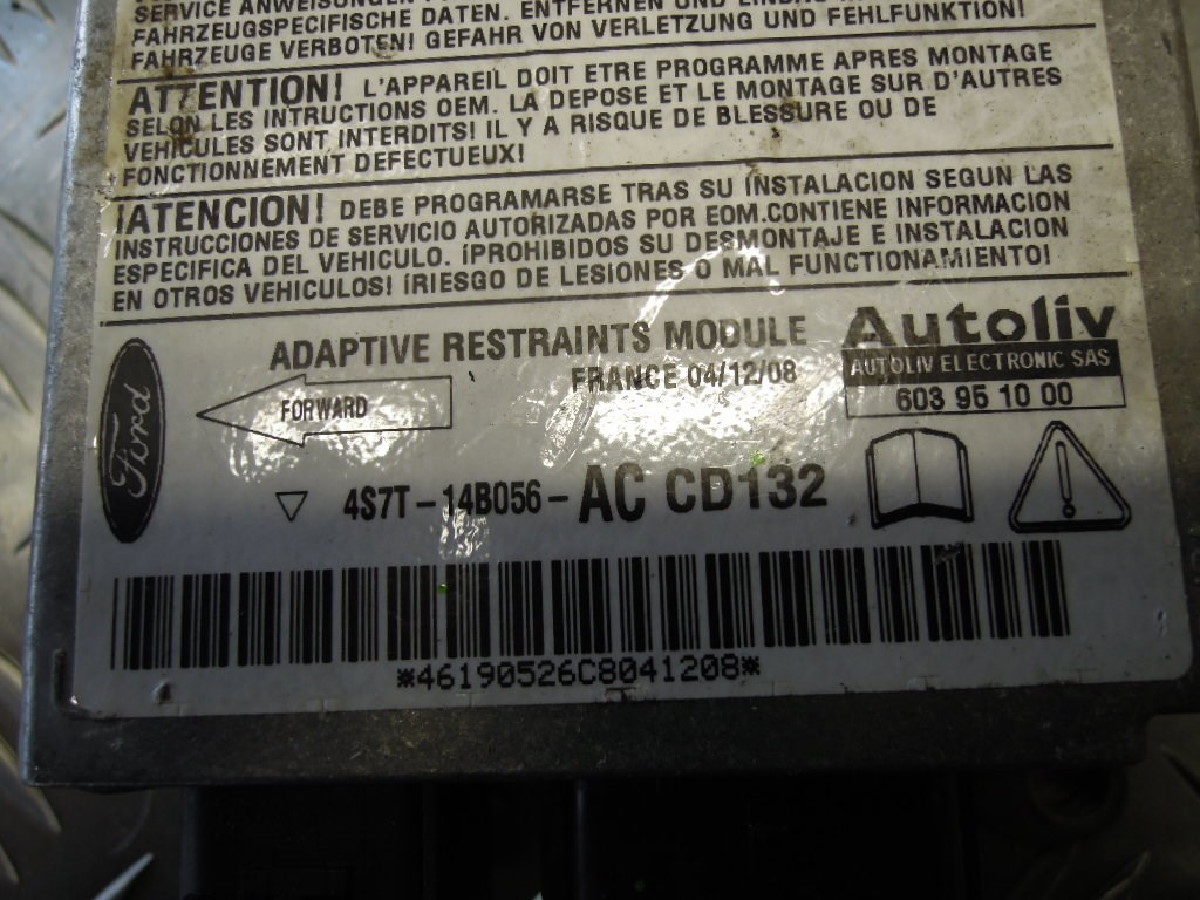 SERVICE ANWEISUNGEN
FAHRZEUGSPEZIFISCHE DATEN. ENTFERNEN UND
FAHRZEUGE VERBOTEN! GEFAHR VON VERLETZUNG UND FEHLFUNKTION!
ATTENTION! L'APPAREIL DOIT ETRE PROGRAMME APRES MONTAGE
SELON LES INTRUCTIONS OEM. LA DEPOSE ET LE MONTAGE SUR D'AUTRES
VEHICULES SONT INTERDITS! IL Y A RISQUE DE BLESSURE OU DE
FONCTIONNEMENT DEFECTUEUX!
¡ATENCION! DEBE PROGRAMARSE TRAS SU INSTALACION SEGUN LAS
INSTRUCCIONES DE SERVICIO AUTORIZADAS POR EOM.CONTIENE INFORMACION
ESPECIFICA DEL VEHICULO. ¡PROHIBIDOS SU DESMONTAJE E INSTALACION
EN OTROS VEHICULOS! ¡RIESGO DE LESIONES O MAL FUNCTIONAMIENTO!
ADAPTIVE RESTRAINTS MODULE
FRANCE 04/12/08
Autoliv
AUTOLIV ELECTRONIC SAS
603 95 10 00
Ford
FORWARD
4S7T-14B056-AC CD132
*46190526C8041208*